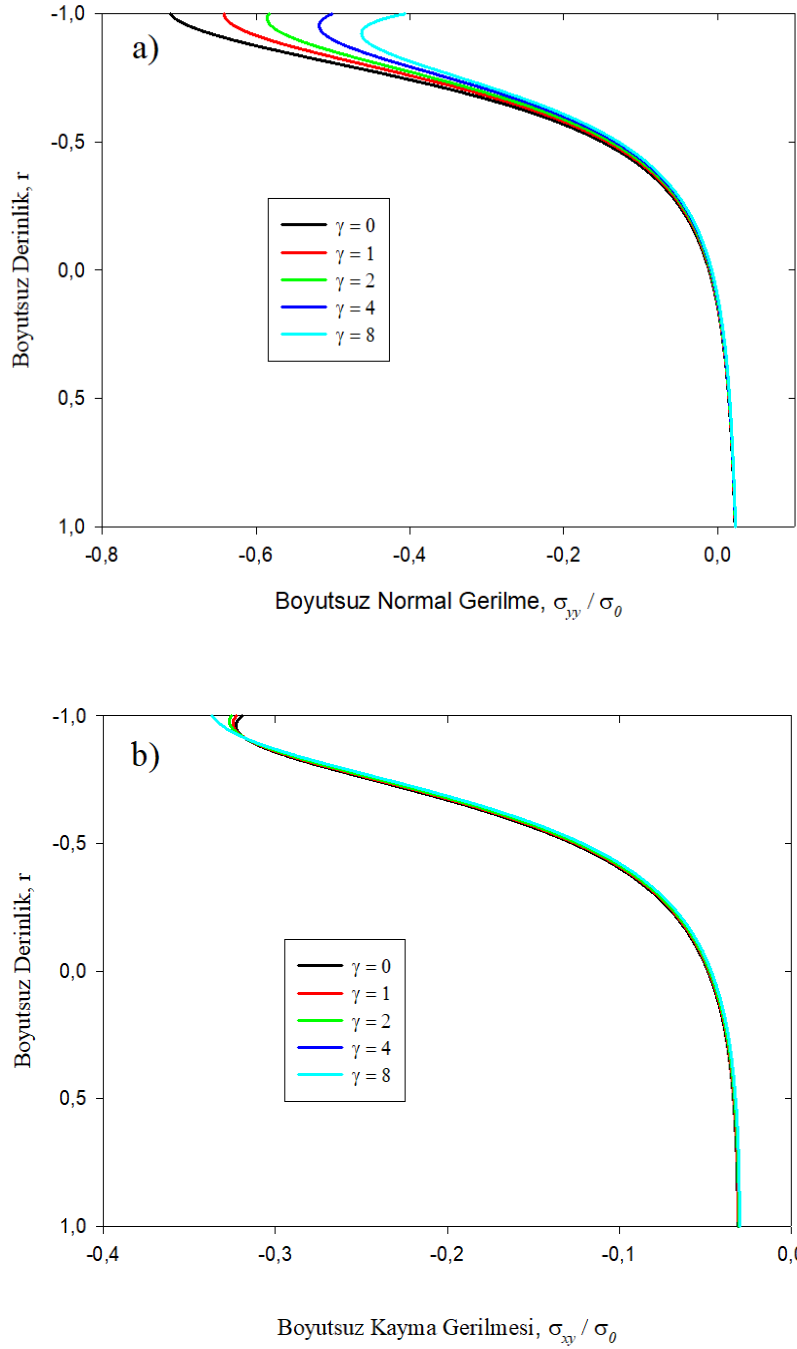 -1,0
a)
-0,5
Boyutsuz Derinlik, r
γ = 0
γ = 1
0,0
γ = 2
γ = 4
γ = 8
0,5
1,0
-0,8 -0,6 -0,4 -0,2 0,0
Boyutsuz Normal Gerilme, σyy / σ0
-1,0
b)
-0,5
Boyutsuz Derinlik, r
γ = 0
0,0
γ = 1
γ = 2
γ = 4
γ = 8
0,5
1,0
-0,4 -0,3 -0,2 -0,1 0,0
Boyutsuz Kayma Gerilmesi, σxy / σ0